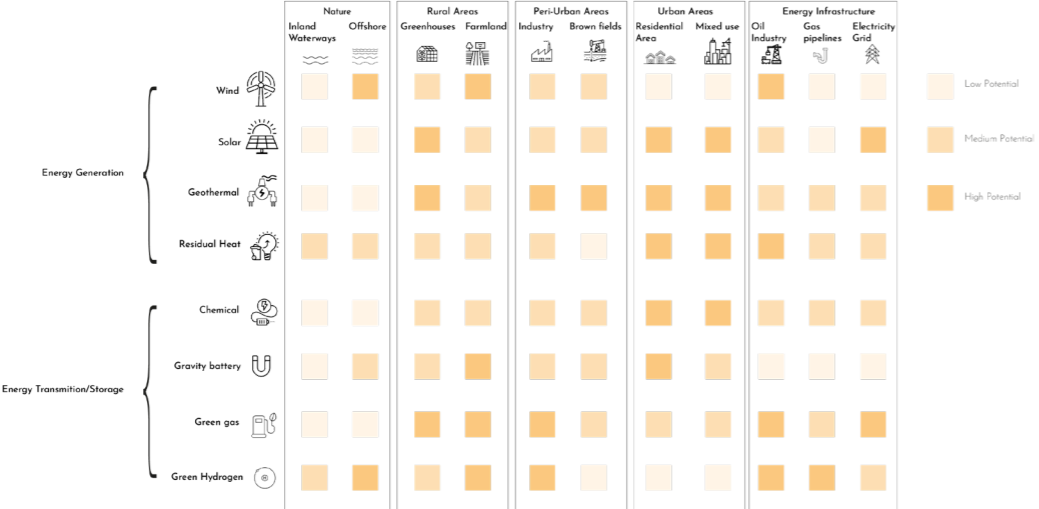 Nature
Rural Areas
Peri-Urban Areas
Urban Areas
Energy Infrastructure
Inland
Waterways
Offshore
Greenhouses
Farmland
Industry
Brown fields
Residential
Area
Mixed use
Oil
Industry
Gas
pipelines
Electricity
Grid
Wind
Low Potential
Solar
Medium Potential
Energy Generation
Geothermal
High Potential
Residual Heat
Chemical
Gravity battery
Energy Transmition/Storage
Green gas
Green Hydrogen